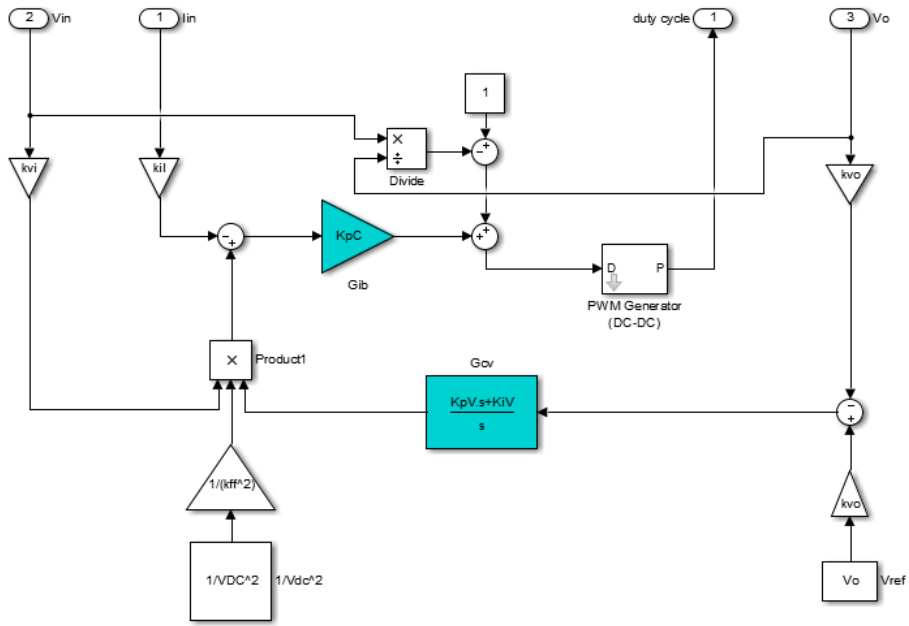 2 Vin
1 Iin
duty cycle 1
3 Vo
1
×
÷
Divide
- +
kvi
kil
kvo
- +
KpC
Gib
+ +
D P
PWM Generator
(DC-DC)
×
Product1
Gcv
KpV.s+KiV
s
- +
1/(kff^2)
kvo
1/VDC^2
1/Vdc^2
Vo
Vref